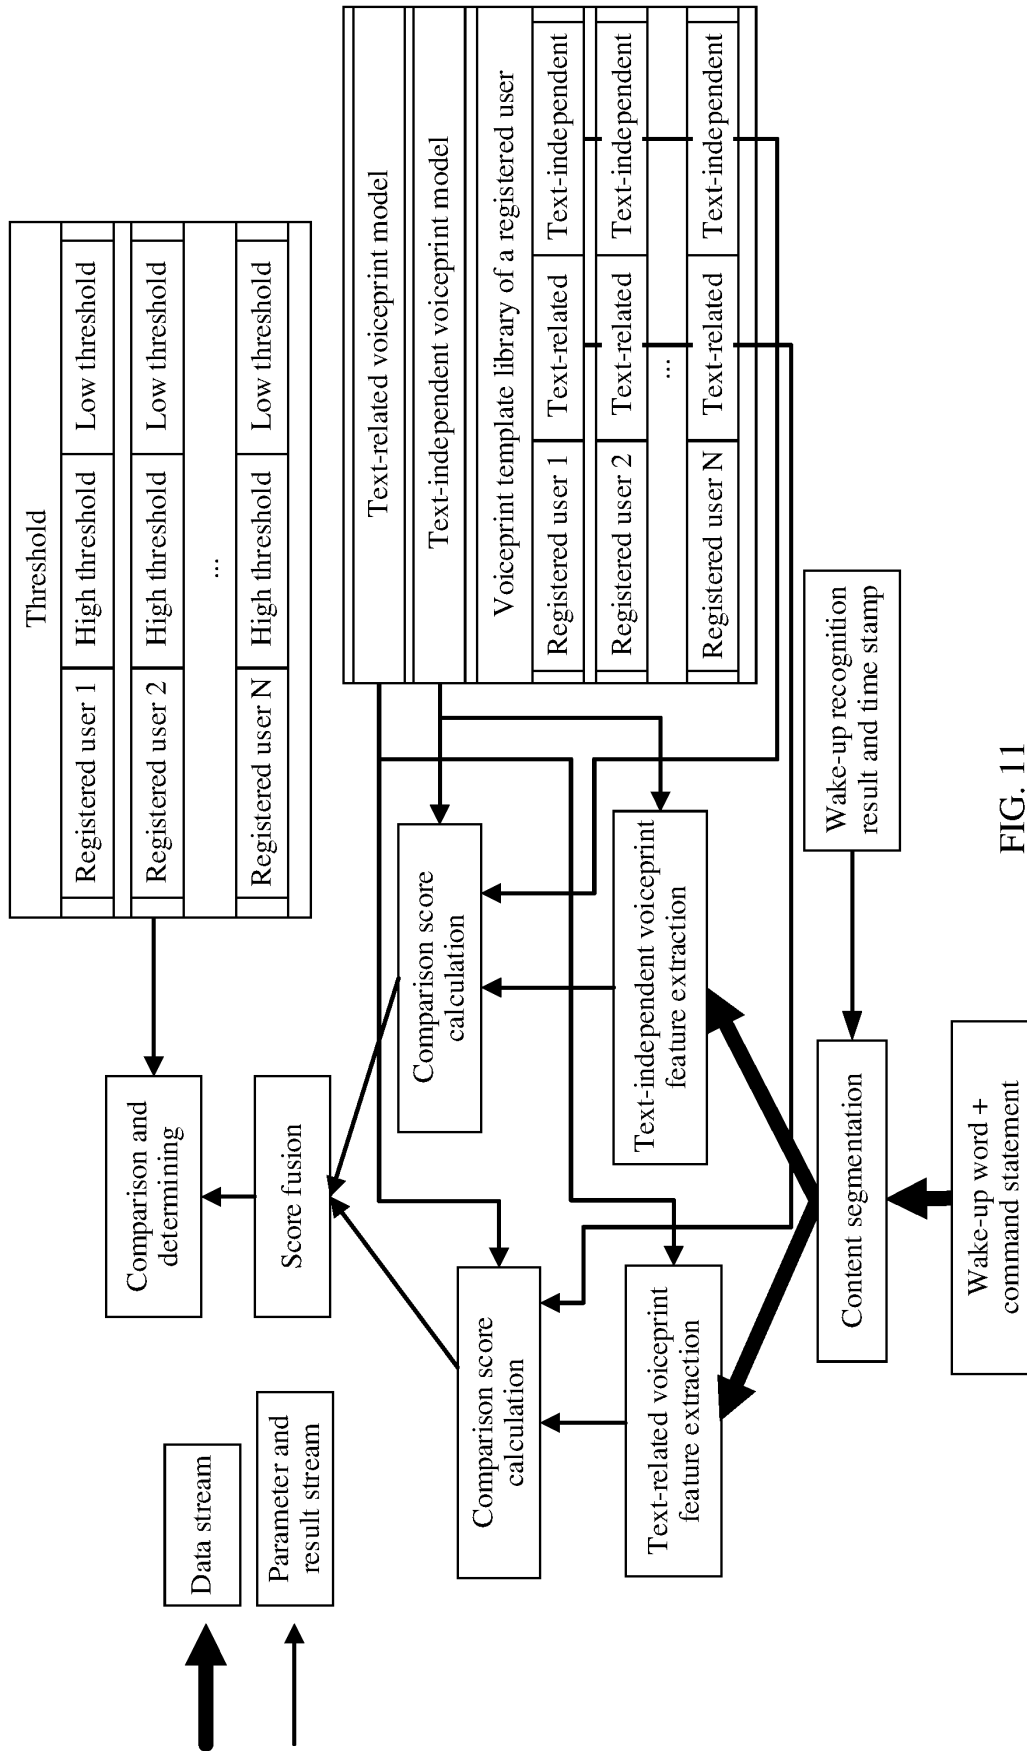 Data stream
Parameter and
result stream
Comparison and
determining
Score fusion
Comparison score
calculation
Comparison score
calculation
Text-related voiceprint
feature extraction
Text-independent voiceprint
feature extraction
Content segmentation
Wake-up word +
command statement
Wake-up recognition
result and time stamp
Threshold
Registered user 1
High threshold
Low threshold
Registered user 2
High threshold
Low threshold
...
Registered user N
High threshold
Low threshold
Text-related voiceprint model
Text-independent voiceprint model
Voiceprint template library of a registered user
Registered user 1
Text-related
Text-independent
Registered user 2
Text-related
Text-independent
...
Registered user N
Text-related
Text-independent
FIG. 11